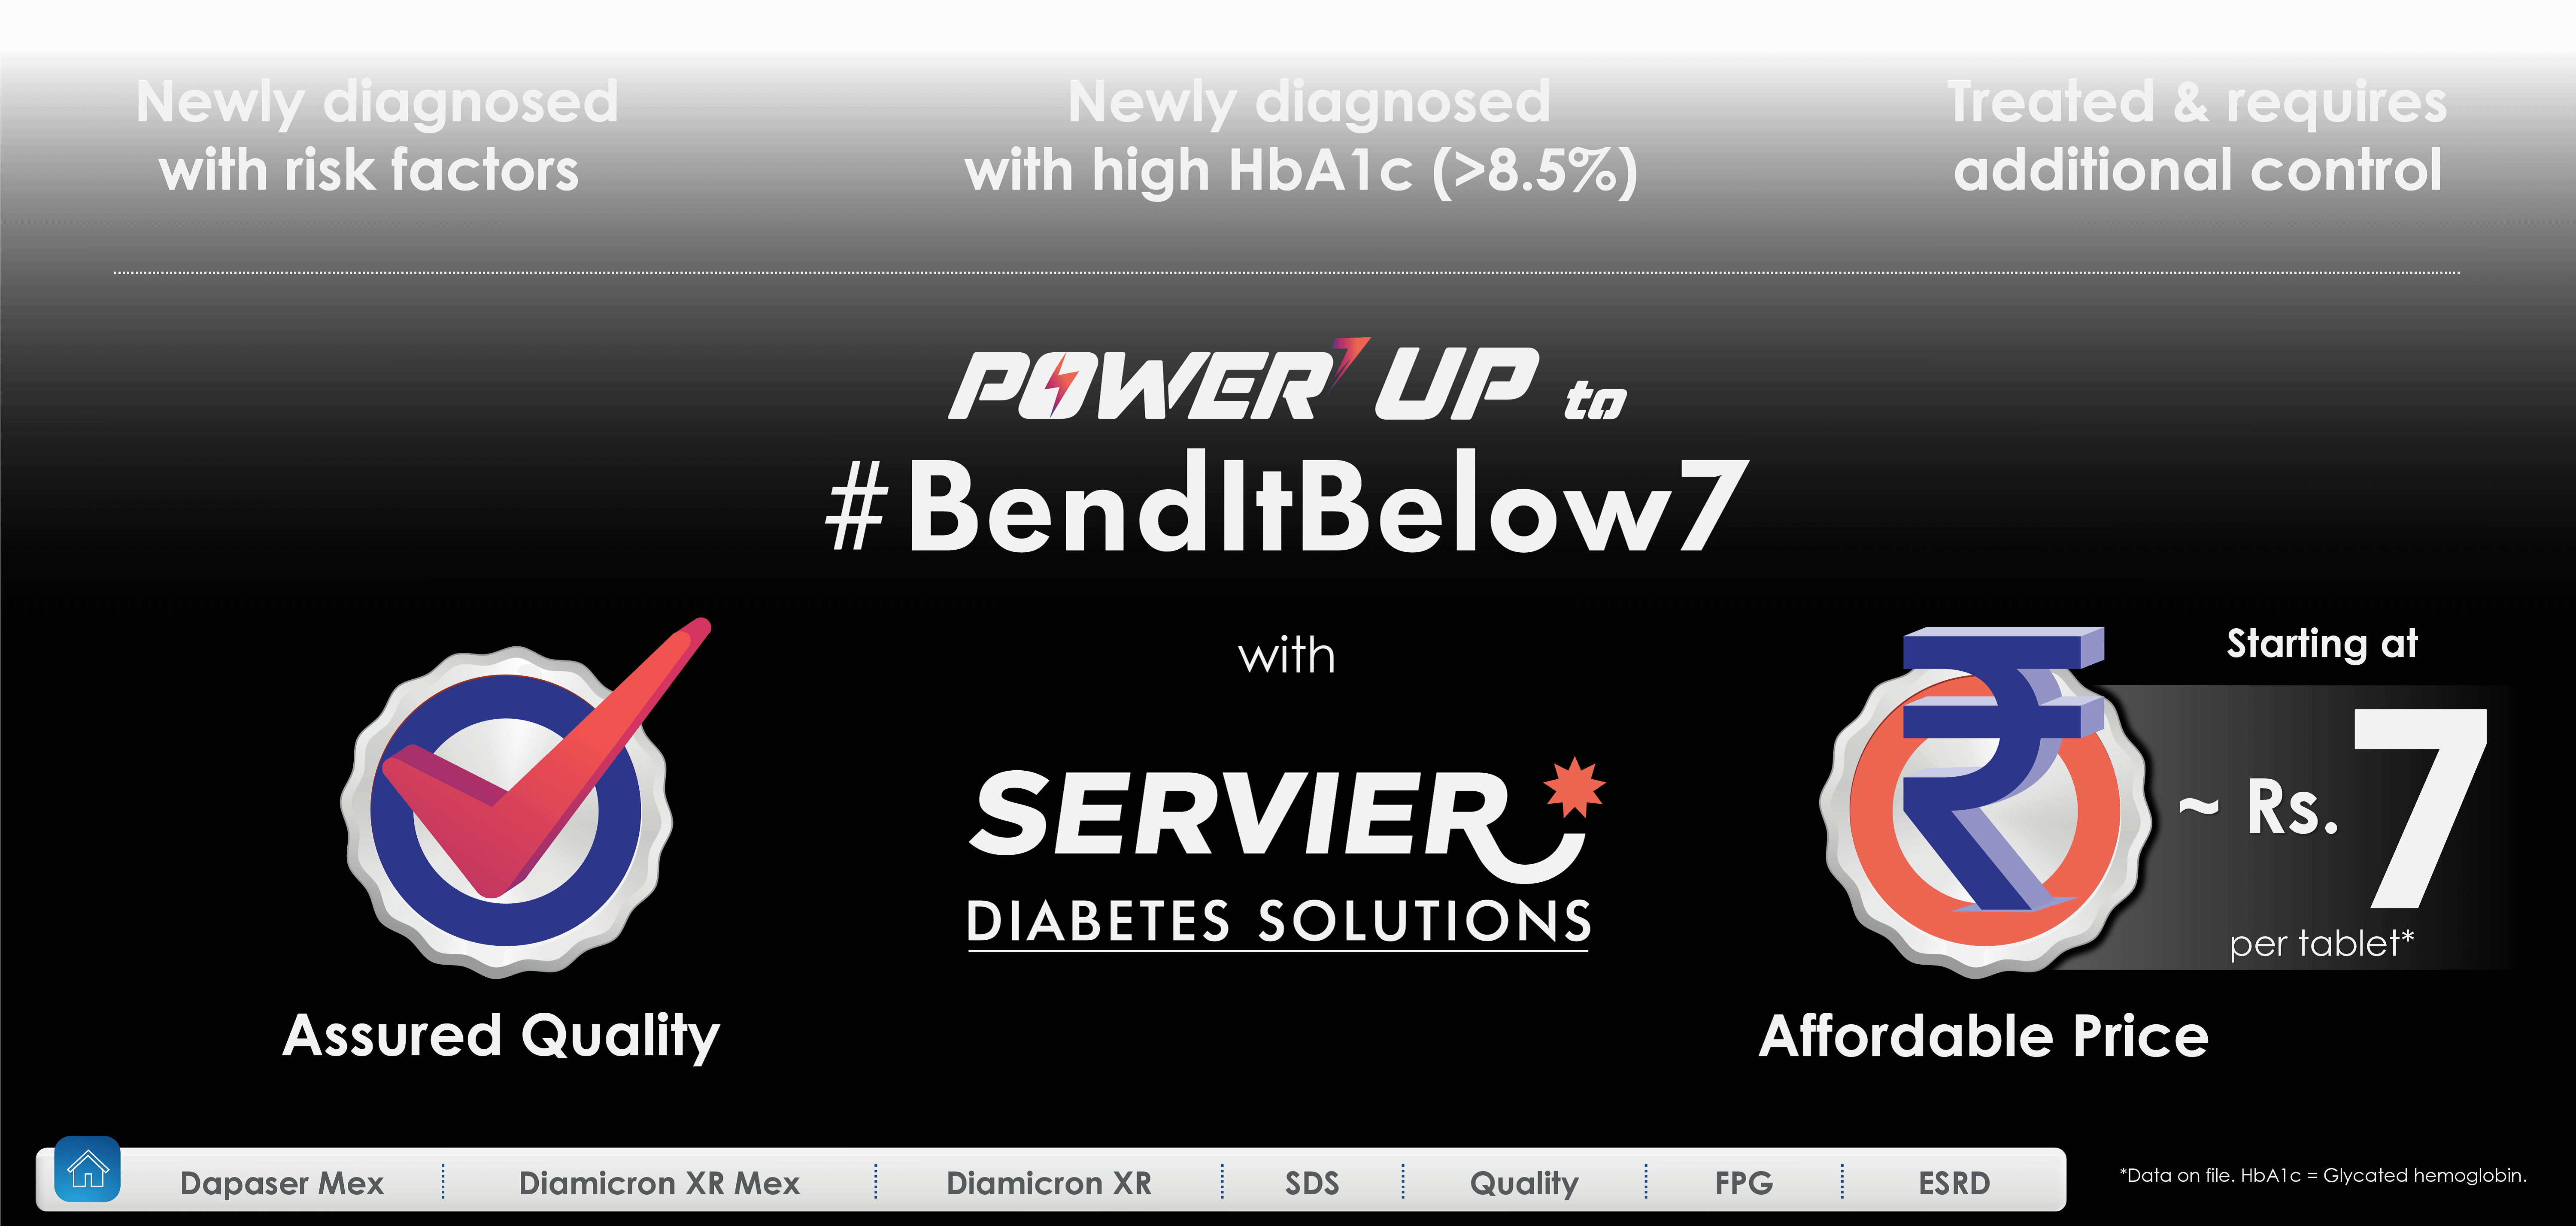 Newly diagnosed
with risk factors
Newly diagnosed
with high HbA1c (>8.5%)
Treated & requires
additional control
POWER7 UP to
#BendItBelow7
with
SERVIER
DIABETES SOLUTIONS
Assured Quality
₹
Starting at
~ Rs. 7
per tablet*
Affordable Price
Dapaser Mex
Diamicron XR Mex
Diamicron XR
SDS
Quality
FPG
ESRD
*Data on file. HbA1c = Glycated hemoglobin.